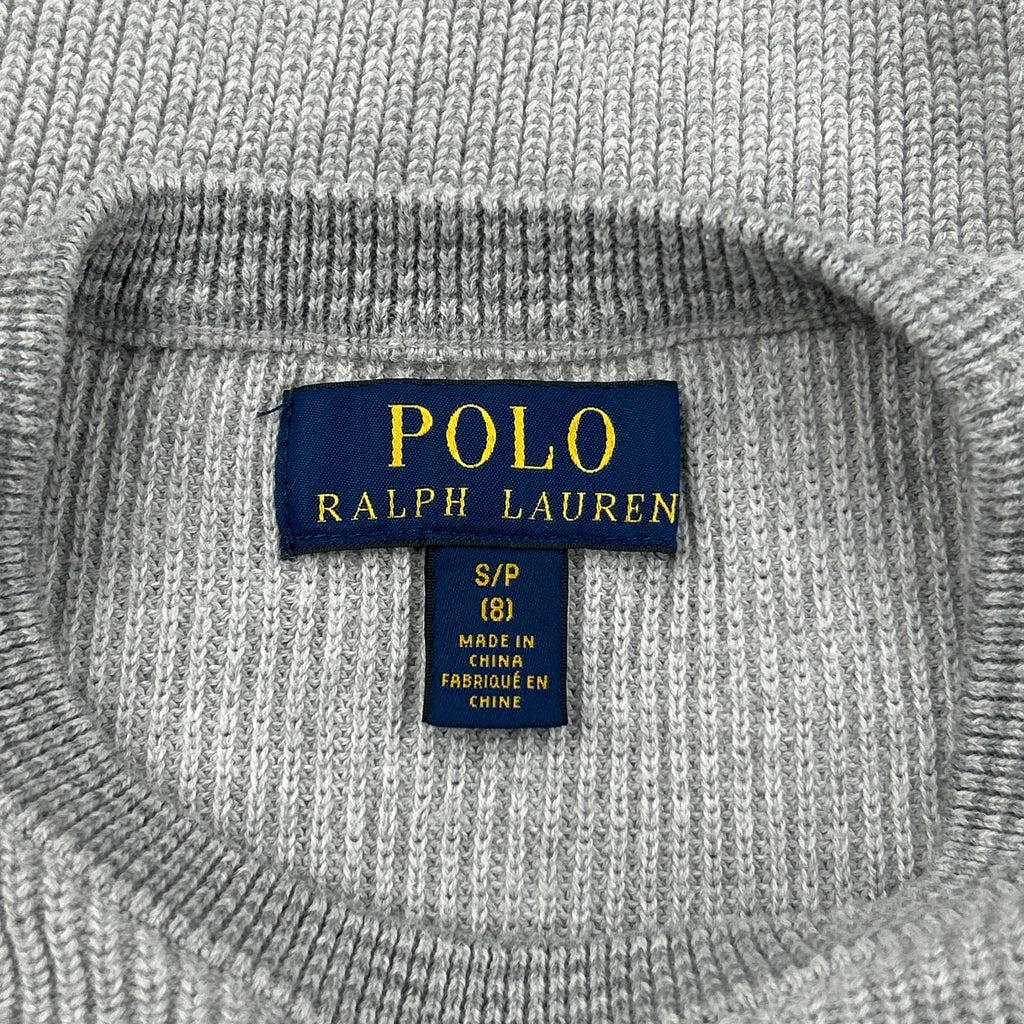 POLO
RALPH LAUREN
S/P
(8)
MADE IN
CHINA
FABRIQUÉ EN
CHINE